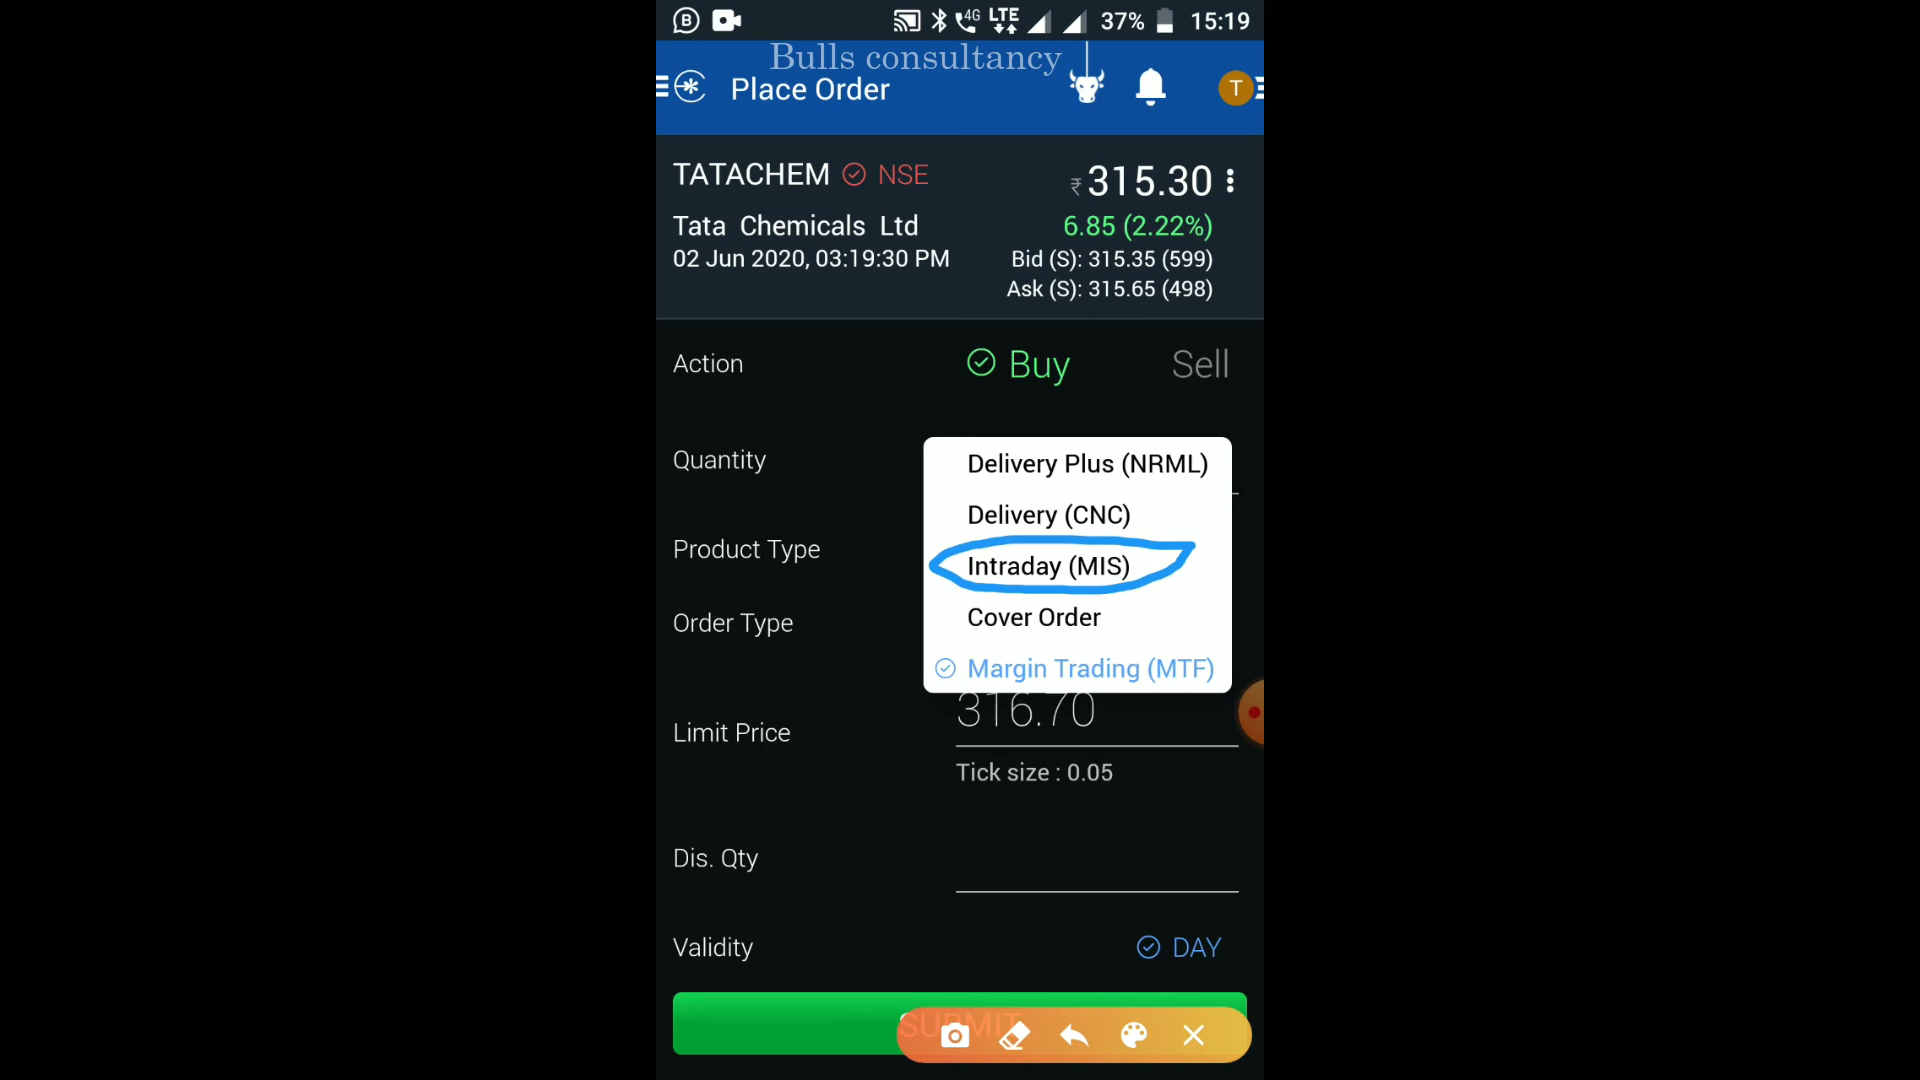 4G LTE 37% 15:19
Bulls consultancy
Place Order
T
TATACHEM NSE ₹315.30
Tata Chemicals Ltd 6.85 (2.22%)
02 Jun 2020, 03:19:30 PM Bid (S): 315.35 (599)
Ask (S): 315.65 (498)
Action Buy Sell
Quantity
Delivery Plus (NRML)
Delivery (CNC)
Product Type
Intraday (MIS)
Order Type
Cover Order
Margin Trading (MTF)
316.70
Limit Price
Tick size : 0.05
Dis. Qty
Validity DAY
SUBMIT